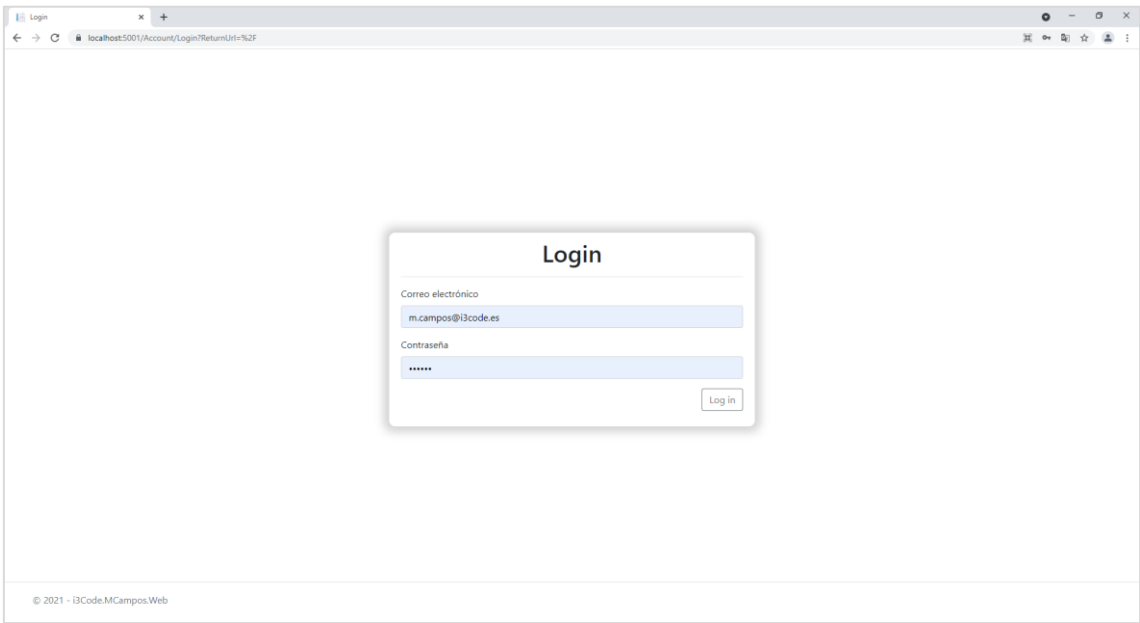 Login
localhost:5001/Account/Login?ReturnUrl=%2F
Login
Correo electrónico
m.campos@i3code.es
Contraseña
••••••
Log in
© 2021 - i3Code.MCampos.Web